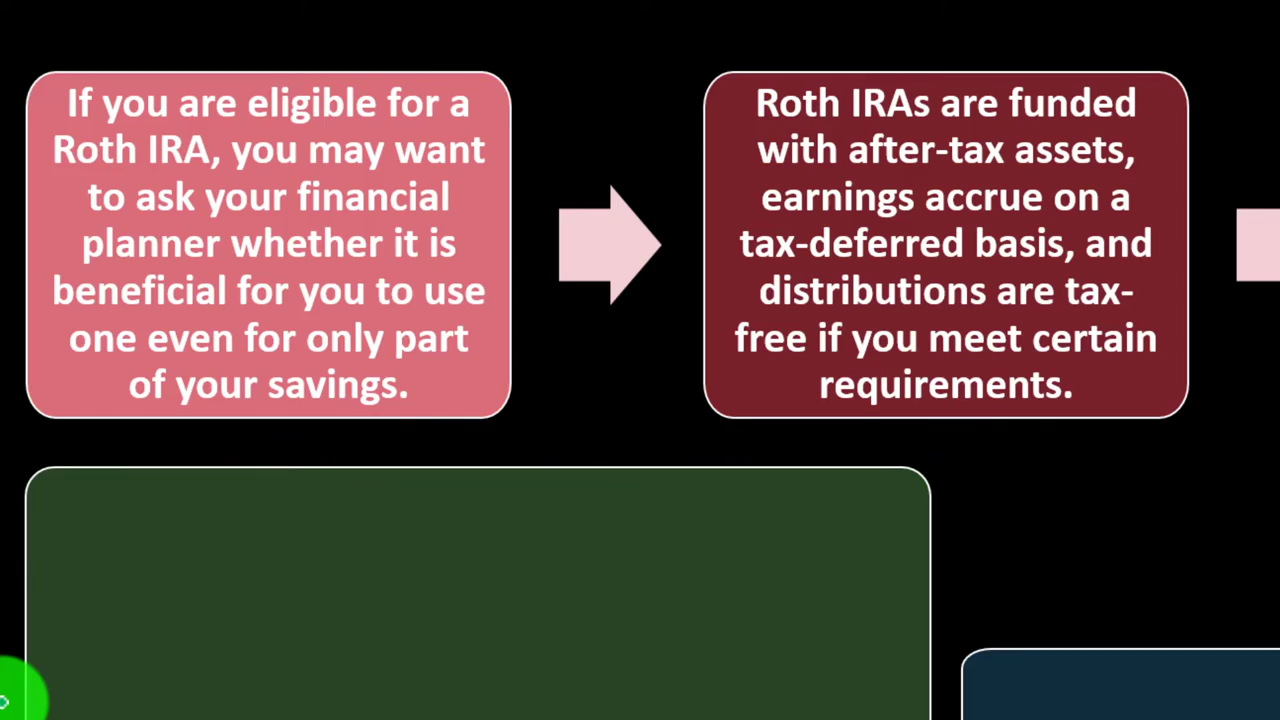 If you are eligible for a
Roth IRA, you may want
to ask your financial
planner whether it is
beneficial for you to use
one even for only part
of your savings.
Roth IRAs are funded
with after-tax assets,
earnings accrue on a
tax-deferred basis, and
distributions are tax-
free if you meet certain
requirements.